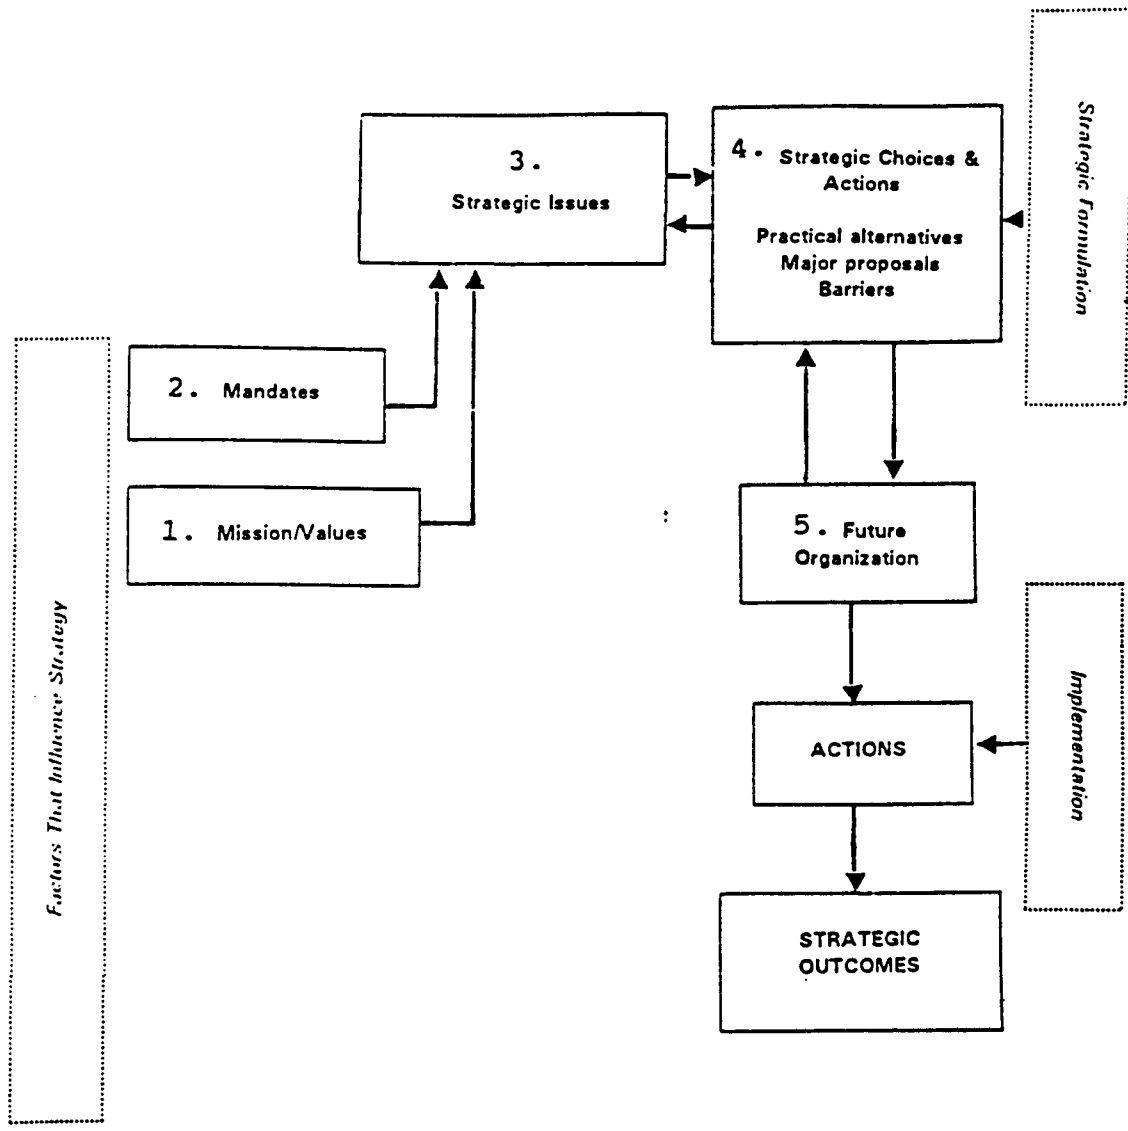 3.
Strategic Issues
4. Strategic Choices &
Actions
Practical alternatives
Major proposals
Barriers
Strategic Formulation
2. Mandates
1. Mission/Values
5. Future
Organization
Factors That Influence Strategy
ACTIONS
Implementation
STRATEGIC
OUTCOMES